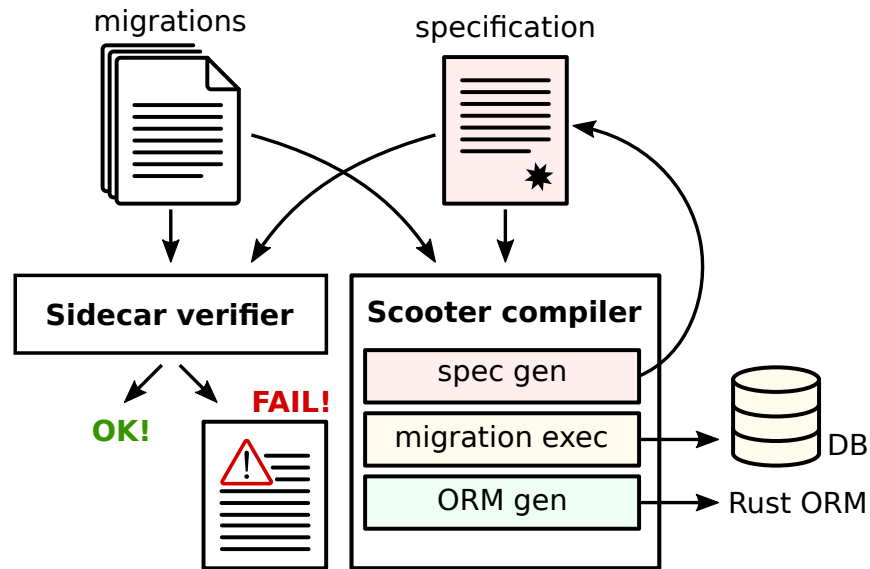 migrations
specification
Sidecar verifier
Scooter compiler
spec gen
migration exec
ORM gen
OK!
FAIL!
!
DB
Rust ORM